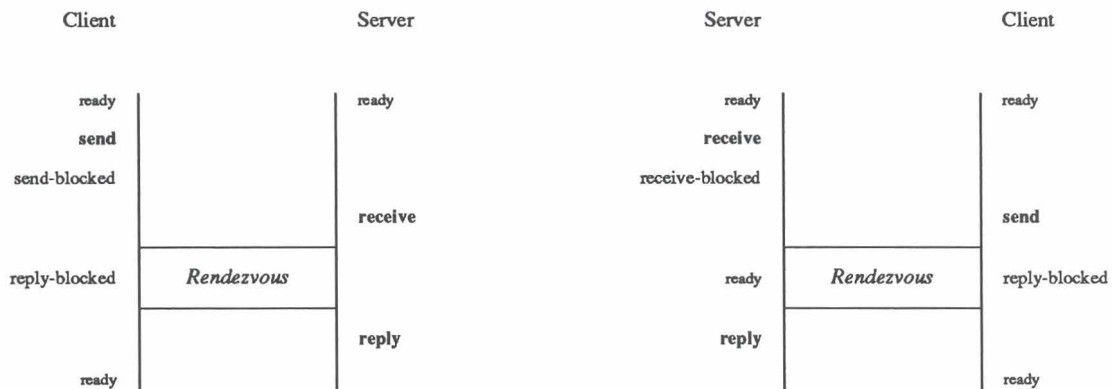 Client Server Server Client
ready ready ready ready
send receive
send-blocked receive-blocked
receive send
reply-blocked Rendezvous ready Rendezvous reply-blocked
reply reply
ready ready